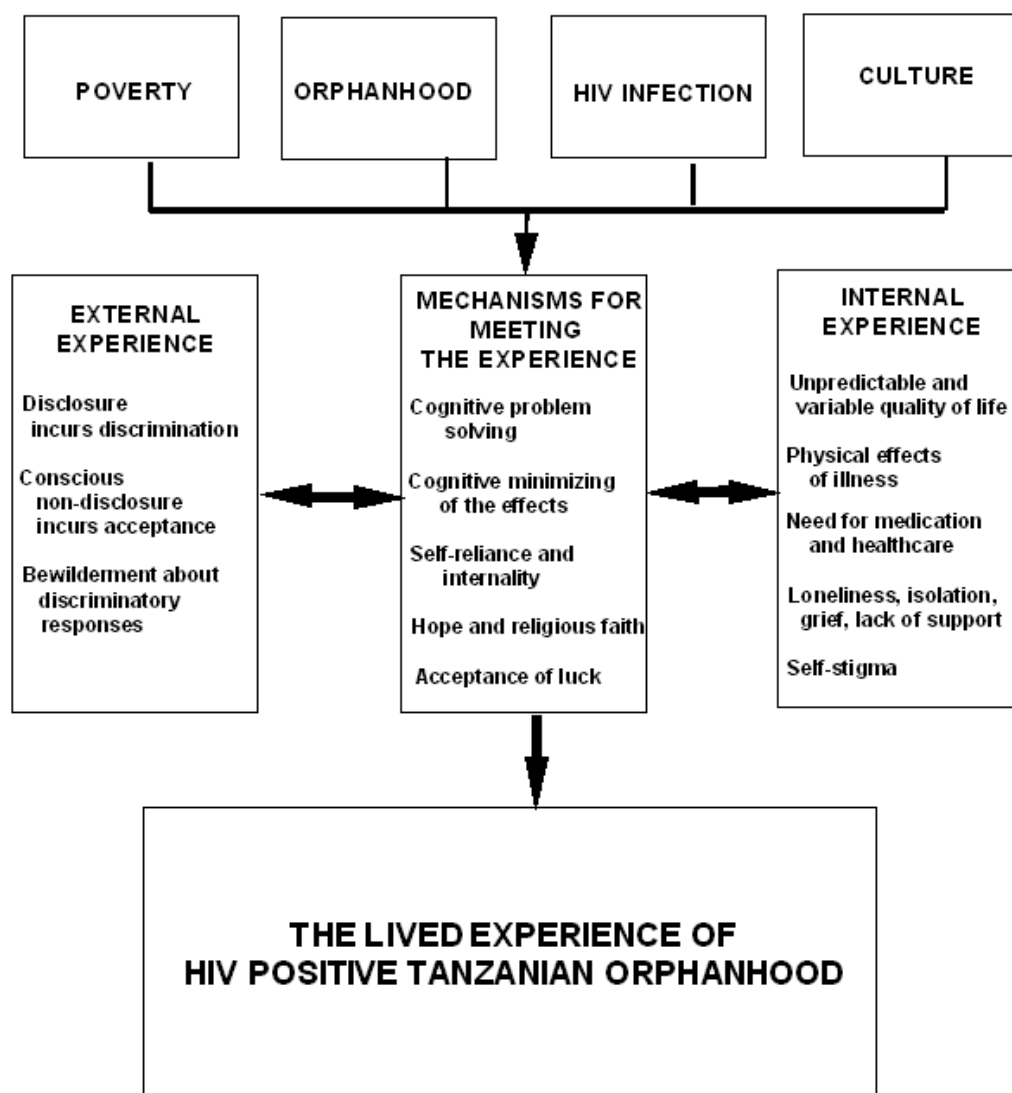 POVERTY
ORPHANHOOD
HIV INFECTION
CULTURE
EXTERNAL
EXPERIENCE
Disclosure
incurs discrimination
Conscious
non-disclosure
incurs acceptance
Bewilderment about
discriminatory
responses
MECHANISMS FOR
MEETING
THE EXPERIENCE
Cognitive problem
solving
Cognitive minimizing
of the effects
Self-reliance and
internality
Hope and religious faith
Acceptance of luck
INTERNAL
EXPERIENCE
Unpredictable and
variable quality of life
Physical effects
of illness
Need for medication
and healthcare
Loneliness, isolation,
grief, lack of support
Self-stigma
THE LIVED EXPERIENCE OF
HIV POSITIVE TANZANIAN ORPHANHOOD